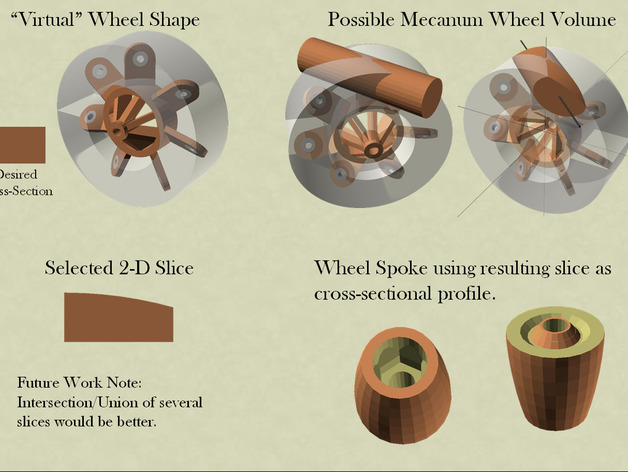 “Virtual” Wheel Shape
Possible Mecanum Wheel Volume
Desired
ss-Section
Selected 2-D Slice
Wheel Spoke using resulting slice as
cross-sectional profile.
Future Work Note:
Intersection/Union of several
slices would be better.